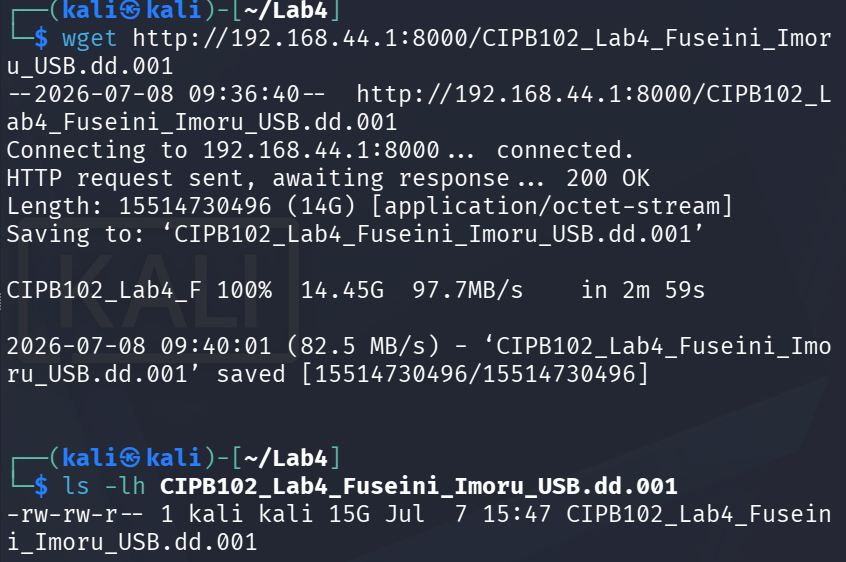 ┌──(kali㉿kali)-[~/Lab4]
└─$ wget http://192.168.44.1:8000/CIPB102_Lab4_Fuseini_Imor
u_USB.dd.001
--2026-07-08 09:36:40--  http://192.168.44.1:8000/CIPB102_L
ab4_Fuseini_Imoru_USB.dd.001
Connecting to 192.168.44.1:8000... connected.
HTTP request sent, awaiting response... 200 OK
Length: 15514730496 (14G) [application/octet-stream]
Saving to: ‘CIPB102_Lab4_Fuseini_Imoru_USB.dd.001’
KALI
CIPB102_Lab4_F 100%  14.45G  97.7MB/s    in 2m 59s
2026-07-08 09:40:01 (82.5 MB/s) - ‘CIPB102_Lab4_Fuseini_Imo
ru_USB.dd.001’ saved [15514730496/15514730496]
┌──(kali㉿kali)-[~/Lab4]
└─$ ls -lh CIPB102_Lab4_Fuseini_Imoru_USB.dd.001
-rw-rw-r-- 1 kali kali 15G Jul  7 15:47 CIPB102_Lab4_Fusein
i_Imoru_USB.dd.001